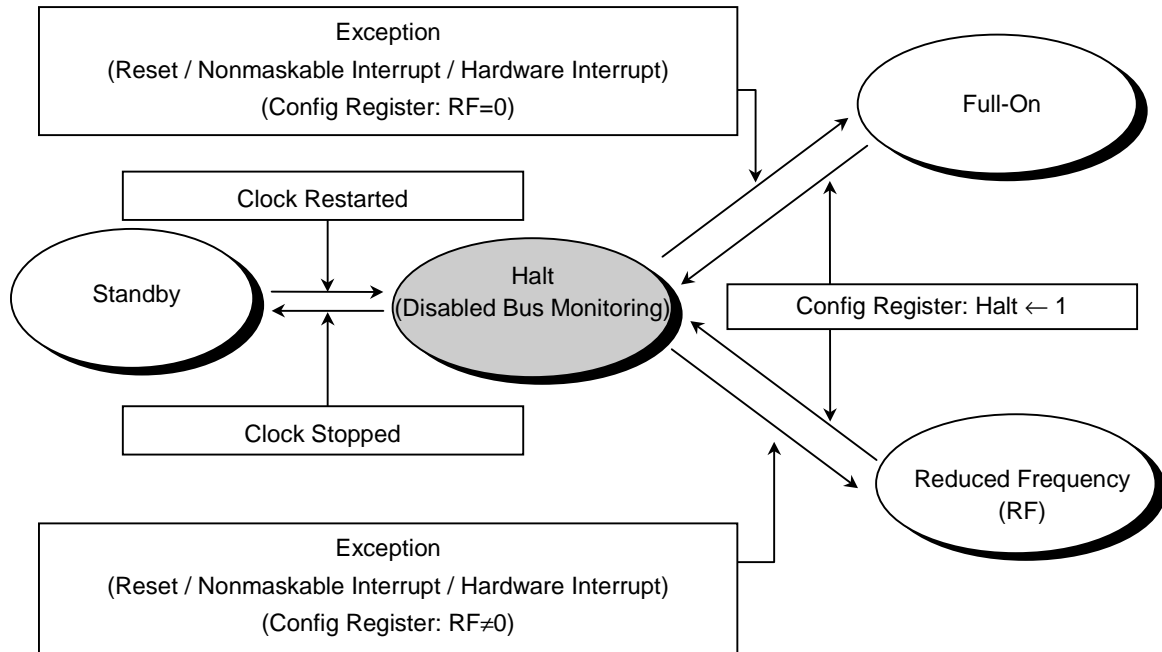 Exception
(Reset / Nonmaskable Interrupt / Hardware Interrupt)
(Config Register: RF=0)
Full-On
Clock Restarted
Standby
Halt
(Disabled Bus Monitoring)
Config Register: Halt ← 1
Clock Stopped
Reduced Frequency
(RF)
Exception
(Reset / Nonmaskable Interrupt / Hardware Interrupt)
(Config Register: RF≠0)